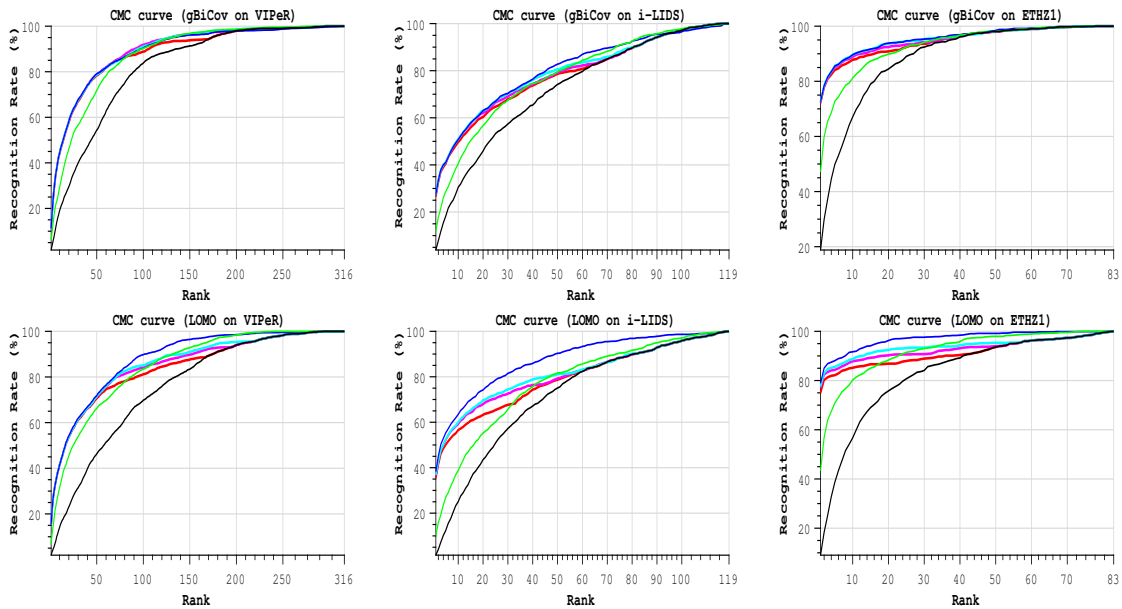 CMC curve (gBiCov on VIPeR)
Recognition Rate (%)
100
80
60
40
20
50 100 150 200 250 316
Rank
CMC curve (gBiCov on i-LIDS)
Recognition Rate (%)
100
80
60
40
20
10 20 30 40 50 60 70 80 90 100 119
Rank
CMC curve (gBiCov on ETHZ1)
Recognition Rate (%)
100
80
60
40
20
10 20 30 40 50 60 70 83
Rank
CMC curve (LOMO on VIPeR)
Recognition Rate (%)
100
80
60
40
20
50 100 150 200 250 316
Rank
CMC curve (LOMO on i-LIDS)
Recognition Rate (%)
100
80
60
40
20
10 20 30 40 50 60 70 80 90 100 119
Rank
CMC curve (LOMO on ETHZ1)
Recognition Rate (%)
100
80
60
40
20
10 20 30 40 50 60 70 83
Rank